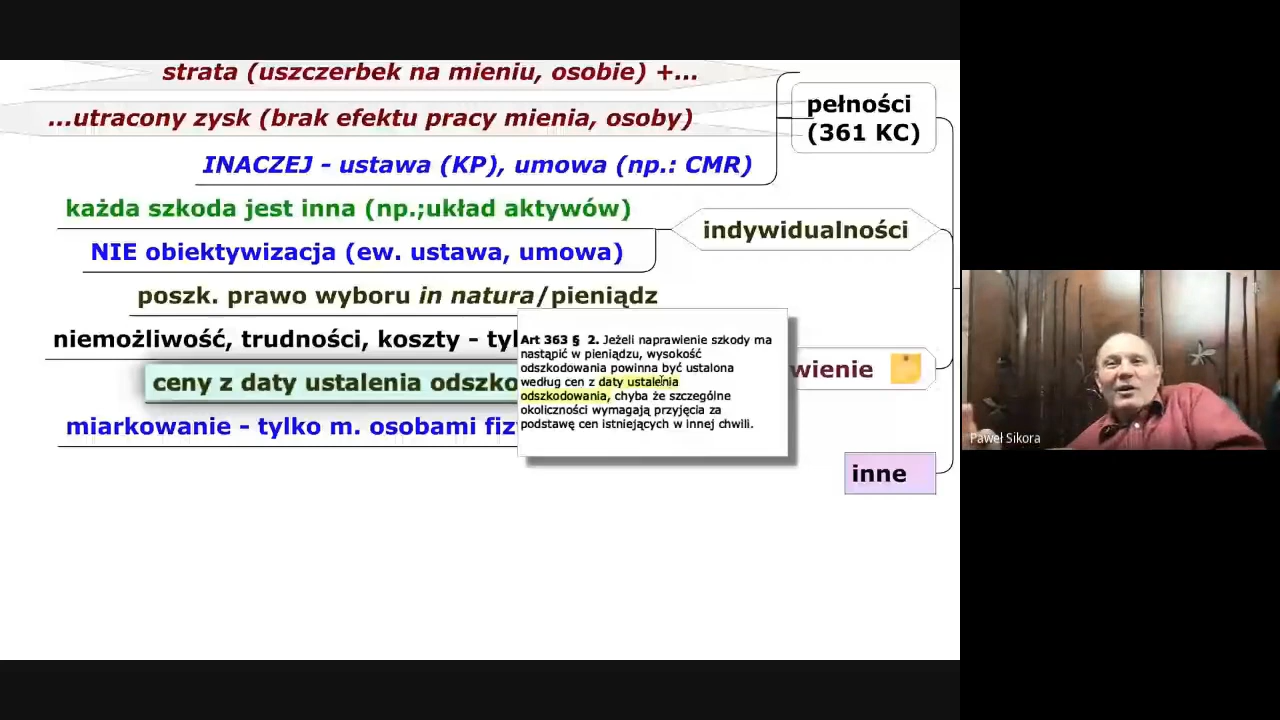 strata (uszczerbek na mieniu, osobie) +...
...utracony zysk (brak efektu pracy mienia, osoby)
INACZEJ - ustawa (KP), umowa (np.: CMR)
pełności
(361 KC)
każda szkoda jest inna (np.;układ aktywów)
NIE obiektywizacja (ew. ustawa, umowa)
indywidualności
poszk. prawo wyboru in natura/pieniądz
niemożliwość, trudności, koszty - tyl
ceny z daty ustalenia odszko
miarkowanie - tylko m. osobami fiz
Art 363 § 2. Jeżeli naprawienie szkody ma
nastąpić w pieniądzu, wysokość
odszkodowania powinna być ustalona
według cen z daty ustalenia
odszkodowania, chyba że szczególne
okoliczności wymagają przyjęcia za
podstawę cen istniejących w innej chwili.
wienie
inne
Paweł Sikora